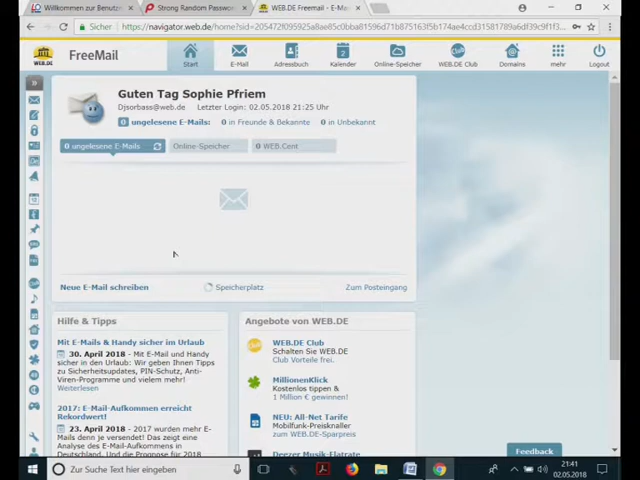 Willkommen zur Benutze
Strong Random Passwo
WEB.DE Freemail - E-Ma
Sicher
https://navigator.web.de/home?sid=
WEB.DE
FreeMail
Start
E-Mail
Adressbuch
2
Kalender
Online-Speicher
Club
WEB.DE Club
Domains
mehr
Logout
Guten Tag Sophie Pfriem
Djsorbass@web.de Letzter Login: 02.05.2018 21:25 Uhr
0 ungelesene E-Mails: 0 in Freunde & Bekannte 0 in Unbekannt
0 ungelesene E-Mails
Online-Speicher
0 WEB.Cent
Neue E-Mail schreiben
Speicherplatz
Zum Posteingang
Hilfe & Tipps
Mit E-Mails & Handy sicher im Urlaub
30. April 2018 - Mit E-Mail und Handy
sicher in den Urlaub: Wir geben Ihnen Tipps
zu Sicherheitsupdates, PIN-Schutz, Anti-
Viren-Programme und vielem mehr!
Weiterlesen
2017: E-Mail-Aufkommen erreicht
Rekordwert!
23. April 2018 - 2017 wurden mehr E-
Mails denn je versendet! Das zeigt eine
Analyse des E-Mail-Aufkommens in
Angebote von WEB.DE
WEB.DE Club
Schalten Sie WEB.DE
Club Vorteile frei.
MillionenKlick
Kostenlos tippen &
1 Million € gewinnen!
NEU: All-Net Tarife
Mobilfunk-Preisknaller
zum WEB.DE-Sparpreis
Deezer Musik-Flatrate
Feedback
Zur Suche Text hier eingeben
21:41
02.05.2018